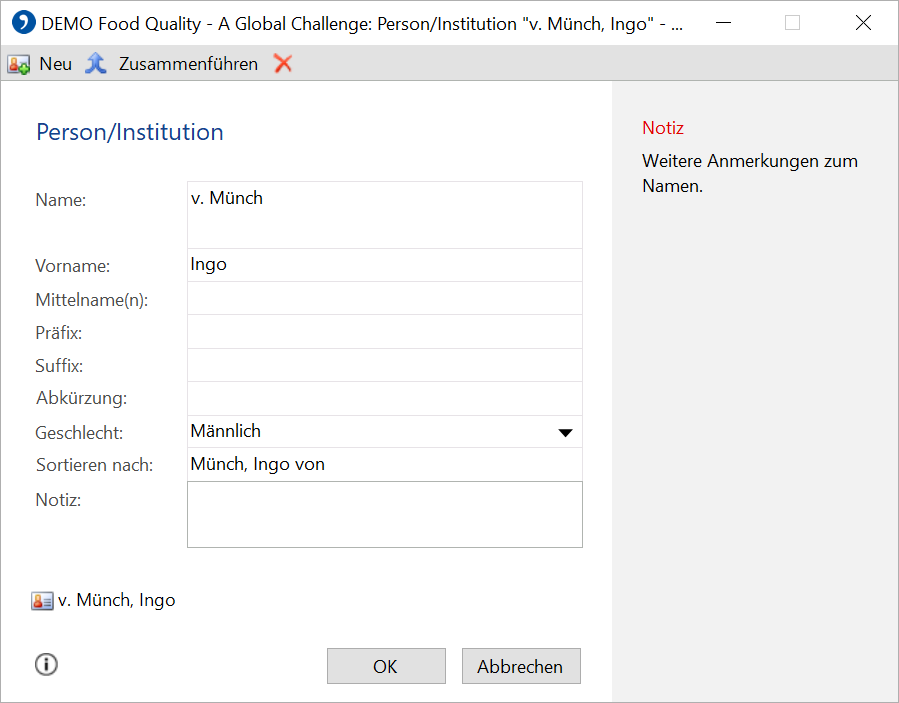 DEMO Food Quality - A Global Challenge: Person/Institution "v. Münch, Ingo" - ...
Neu Zusammenführen
Person/Institution
Name: v. Münch
Vorname: Ingo
Mittelname(n):
Präfix:
Suffix:
Abkürzung:
Geschlecht: Männlich
Sortieren nach: Münch, Ingo von
Notiz:
v. Münch, Ingo
OK Abbrechen
Notiz
Weitere Anmerkungen zum
Namen.